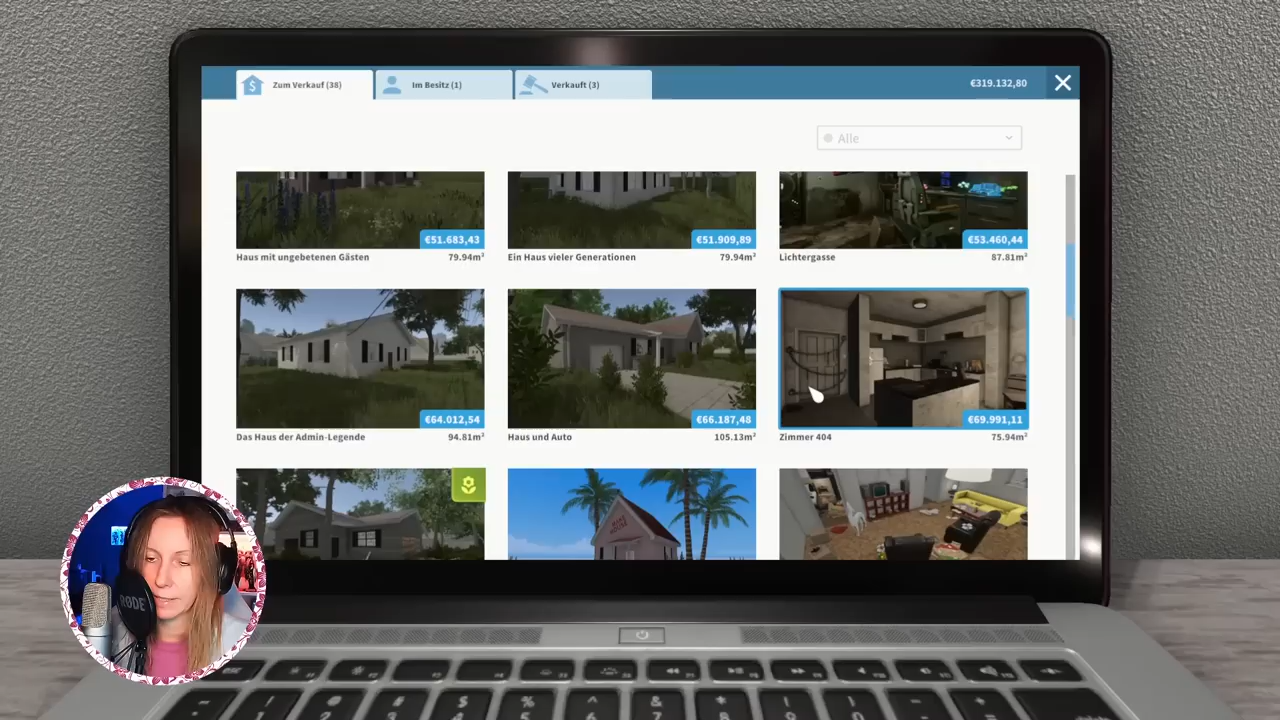 Zum Verkauf (38)
Im Besitz (1)
Verkauft (3)
€319.132,80
Alle
€51.683,43
€51.909,89
€53.460,44
Haus mit ungebetenen Gästen
79.94m²
Ein Haus vieler Generationen
79.94m²
Lichtergasse
87.81m²
€64.012,54
€66.187,48
€69.991,11
Das Haus der Admin-Legende
94.81m²
Haus und Auto
105.13m²
Zimmer 404
75.94m²
RØDE